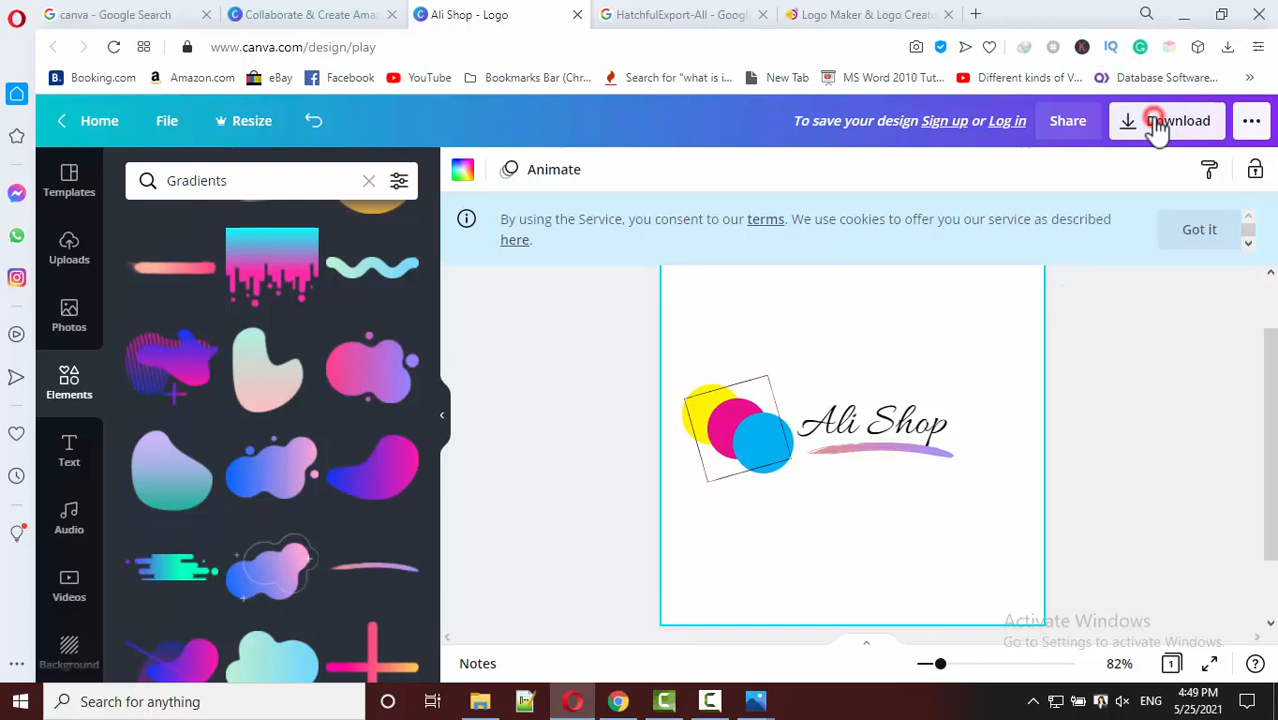 canva - Google Search
Collaborate & Create Ama
Ali Shop - Logo
HatchfulExport-All - Goog
Logo Maker & Logo Creato
www.canva.com/design/play
IQ
Booking.com
Amazon.com
eBay
Facebook
YouTube
Bookmarks Bar (Chr...
Search for "what is i...
New Tab
MS Word 2010 Tut...
Different kinds of V...
Database Software...
Home
File
Resize
To save your design Sign up or Log in
Share
Download
Templates
Uploads
Photos
Elements
Text
Audio
Videos
Background
Gradients
Animate
By using the Service, you consent to our terms. We use cookies to offer you our service as described
here.
Got it
Ali Shop
Activate Windows
Go to Settings to activate Windows.
Notes
82%
1
Search for anything
ENG
4:49 PM
5/25/2021